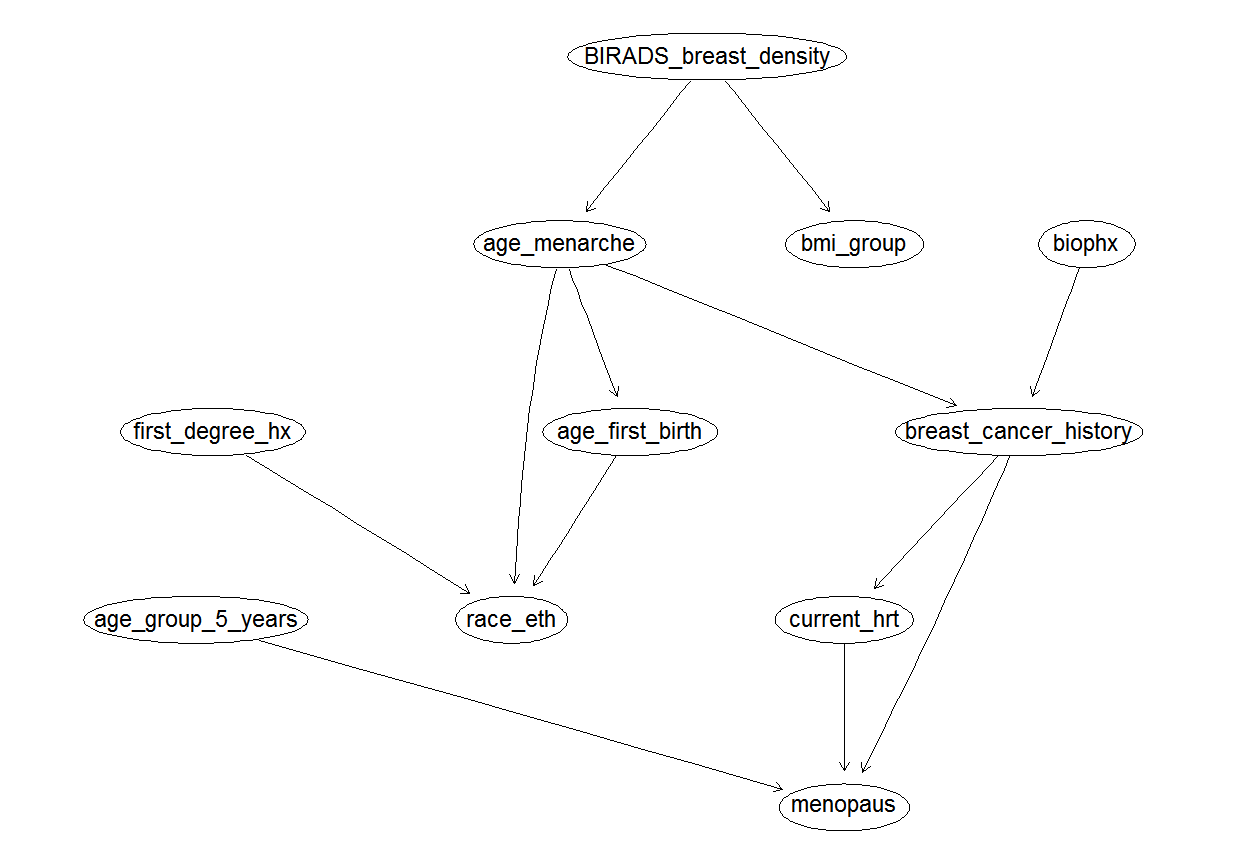 BIRADS_breast_density
age_menarche
bmi_group
biophx
first_degree_hx
age_first_birth
breast_cancer_history
age_group_5_years
race_eth
current_hrt
menopaus